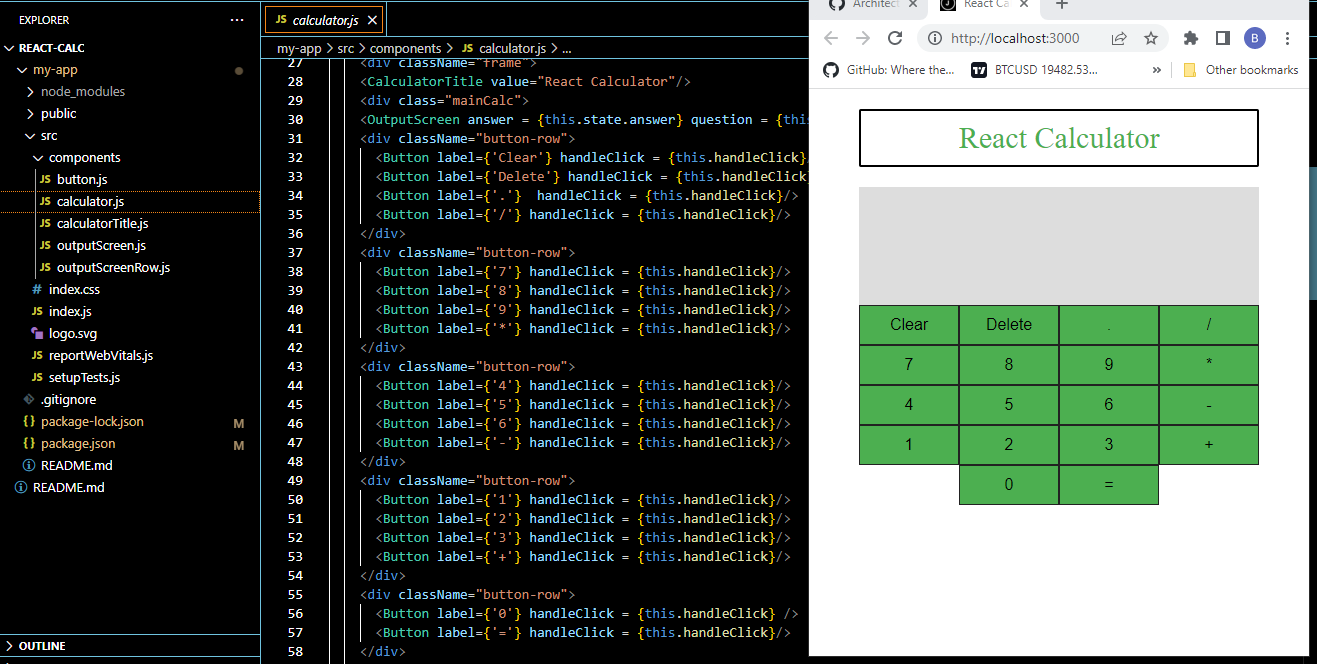 EXPLORER
···
REACT-CALC
my-app
node_modules
public
src
components
JS button.js
JS calculator.js
JS calculatorTitle.js
JS outputScreen.js
JS outputScreenRow.js
# index.css
JS index.js
logo.svg
JS reportWebVitals.js
JS setupTests.js
.gitignore
{} package-lock.json M
{} package.json M
README.md
README.md
OUTLINE
JS calculator.js ×
my-app > src > components > JS calculator.js > ...
27 <div className="frame">
28 <CalculatorTitle value="React Calculator"/>
29 <div class="mainCalc">
30 <OutputScreen answer = {this.state.answer} question = {this
31 <div className="button-row">
32 <Button label={'Clear'} handleClick = {this.handleClick}
33 <Button label={'Delete'} handleClick = {this.handleClick
34 <Button label={'.'}  handleClick = {this.handleClick}/>
35 <Button label={'/'} handleClick = {this.handleClick}/>
36 </div>
37 <div className="button-row">
38 <Button label={'7'} handleClick = {this.handleClick}/>
39 <Button label={'8'} handleClick = {this.handleClick}/>
40 <Button label={'9'} handleClick = {this.handleClick}/>
41 <Button label={'*'} handleClick = {this.handleClick}/>
42 </div>
43 <div className="button-row">
44 <Button label={'4'} handleClick = {this.handleClick}/>
45 <Button label={'5'} handleClick = {this.handleClick}/>
46 <Button label={'6'} handleClick = {this.handleClick}/>
47 <Button label={'-'} handleClick = {this.handleClick}/>
48 </div>
49 <div className="button-row">
50 <Button label={'1'} handleClick = {this.handleClick}/>
51 <Button label={'2'} handleClick = {this.handleClick}/>
52 <Button label={'3'} handleClick = {this.handleClick}/>
53 <Button label={'+'} handleClick = {this.handleClick}/>
54 </div>
55 <div className="button-row">
56 <Button label={'0'} handleClick = {this.handleClick} />
57 <Button label={'='} handleClick = {this.handleClick}/>
58 </div>
Architect × React Ca × +
http://localhost:3000
B
GitHub: Where the... BTCUSD 19482.53... » Other bookmarks
React Calculator
Clear Delete . /
7 8 9 *
4 5 6 -
1 2 3 +
0 =